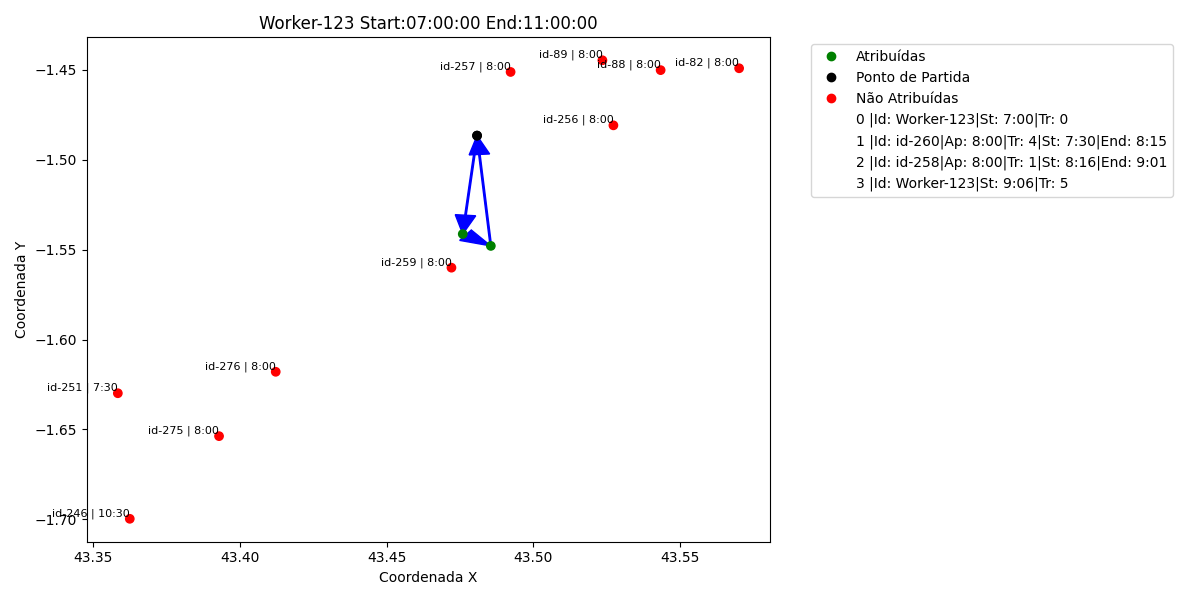 Worker-123 Start:07:00:00 End:11:00:00
Atribuídas
Ponto de Partida
Não Atribuídas
0 |Id: Worker-123|St: 7:00|Tr: 0
1 |Id: id-260|Ap: 8:00|Tr: 4|St: 7:30|End: 8:15
2 |Id: id-258|Ap: 8:00|Tr: 1|St: 8:16|End: 9:01
3 |Id: Worker-123|St: 9:06|Tr: 5
id-89 | 8:00
id-257 | 8:00
id-88 | 8:00
id-82 | 8:00
id-256 | 8:00
id-259 | 8:00
id-276 | 8:00
id-251 | 7:30
id-275 | 8:00
id-246 | 10:30
Coordenada Y
−1.45
−1.50
−1.55
−1.60
−1.65
−1.70
43.35
43.40
43.45
43.50
43.55
Coordenada X